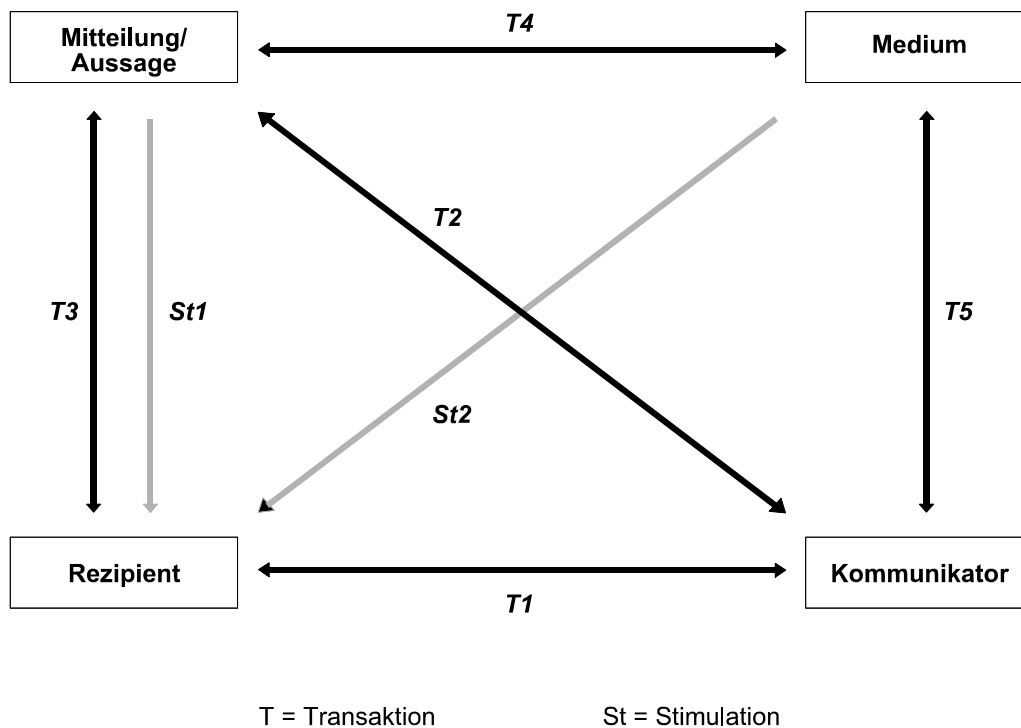 T4
Mitteilung/
Aussage
Medium
T2
T3
St1
T5
St2
Rezipient
Kommunikator
T1
T = Transaktion
St = Stimulation